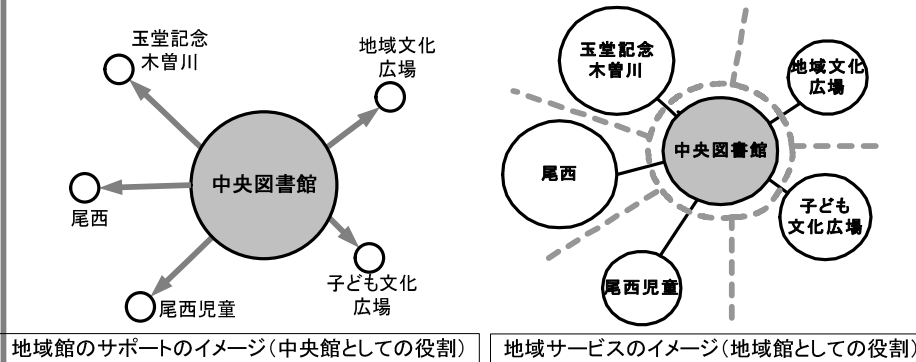 玉堂記念
木曽川
地域文化
広場
中央図書館
尾西
尾西児童
子ども文化
広場
地域館のサポートのイメージ（中央館としての役割）
玉堂記念
木曽川
地域文化
広場
中央図書館
尾西
子ども
文化広場
尾西児童
地域サービスのイメージ（地域館としての役割）